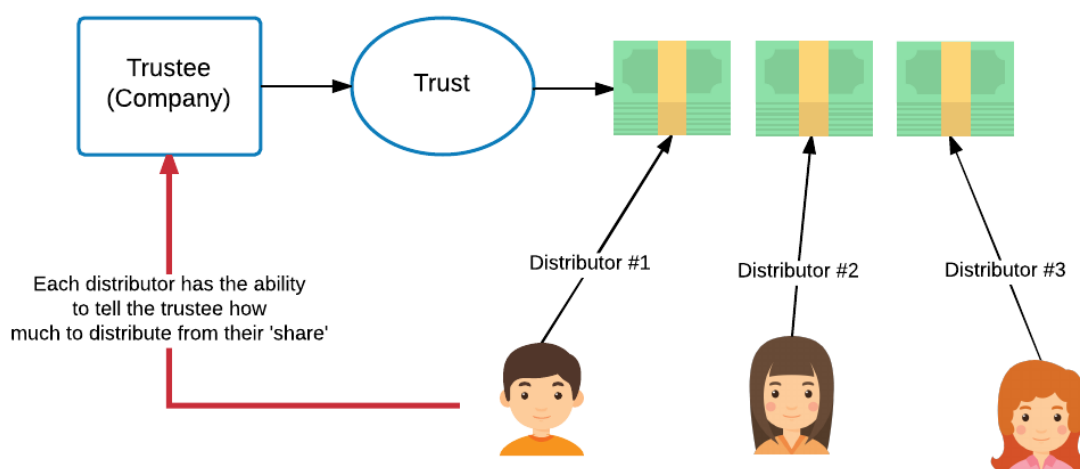 Trustee
(Company)
Trust
Distributor #1
Distributor #2
Distributor #3
Each distributor has the ability
to tell the trustee how
much to distribute from their 'share'